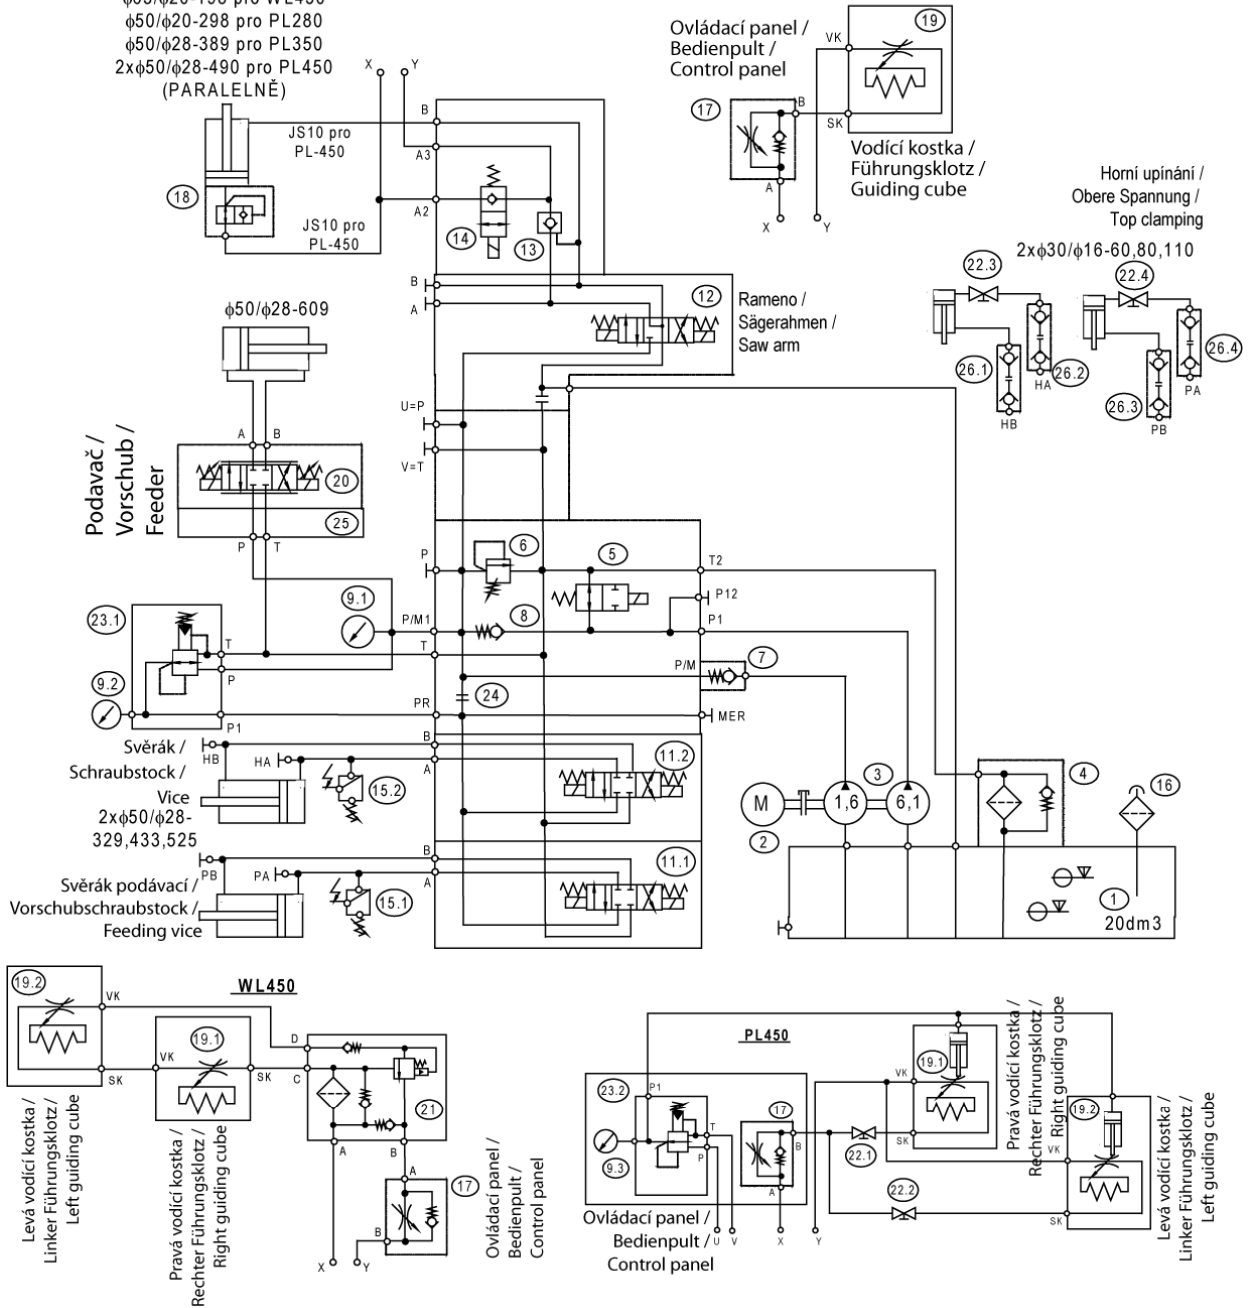 ϕ50/ϕ20-298 pro PL280
ϕ50/ϕ28-389 pro PL350
2xϕ50/ϕ28-490 pro PL450
(PARALELNĚ)
X
Y
B
JS10 pro
PL-450
A3
18
A2
JS10 pro
PL-450
14
13
Ovládací panel /
Bedienpult /
Control panel
VK
19
17
B
SK
A
X
Y
Vodící kostka /
Führungsklotz /
Guiding cube
Horní upínání /
Obere Spannung /
Top clamping
2xϕ30/ϕ16-60,80,110
22.3
22.4
26.1
HA
26.2
HB
26.3
PB
PA
26.4
B
A
12
Rameno /
Sägerahmen /
Saw arm
ϕ50/ϕ28-609
U=P
V=T
Podavač /
Vorschub /
Feeder
A
B
20
25
P
T
P
6
5
T2
P12
9.1
P/M1
8
P1
23.1
T
T
P
P/M
7
9.2
24
PR
MER
P1
Svěrák /
Schraubstock /
Vice
2xϕ50/ϕ28-
329,433,525
HB
HA
B
A
15.2
11.2
M
2
1,6
3
6,1
4
16
Svěrák podávací /
Vorschubschraubstock /
Feeding vice
PB
PA
B
A
15.1
11.1
1
20dm3
WL450
19.2
VK
SK
19.1
VK
SK
D
C
21
A
B
A
17
B
X
Y
Levá vodící kostka /
Linker Führungsklotz /
Left guiding cube
Pravá vodící kostka /
Rechter Führungsklotz /
Right guiding cube
Ovládací panel /
Bedienpult /
Control panel
PL450
23.2
P1
9.3
T
P
17
B
A
U
V
X
Y
Ovládací panel /
Bedienpult /
Control panel
22.1
22.2
VK
19.1
SK
Pravá vodící kostka /
Rechter Führungsklotz /
Right guiding cube
19.2
VK
SK
Levá vodící kostka /
Linker Führungsklotz /
Left guiding cube